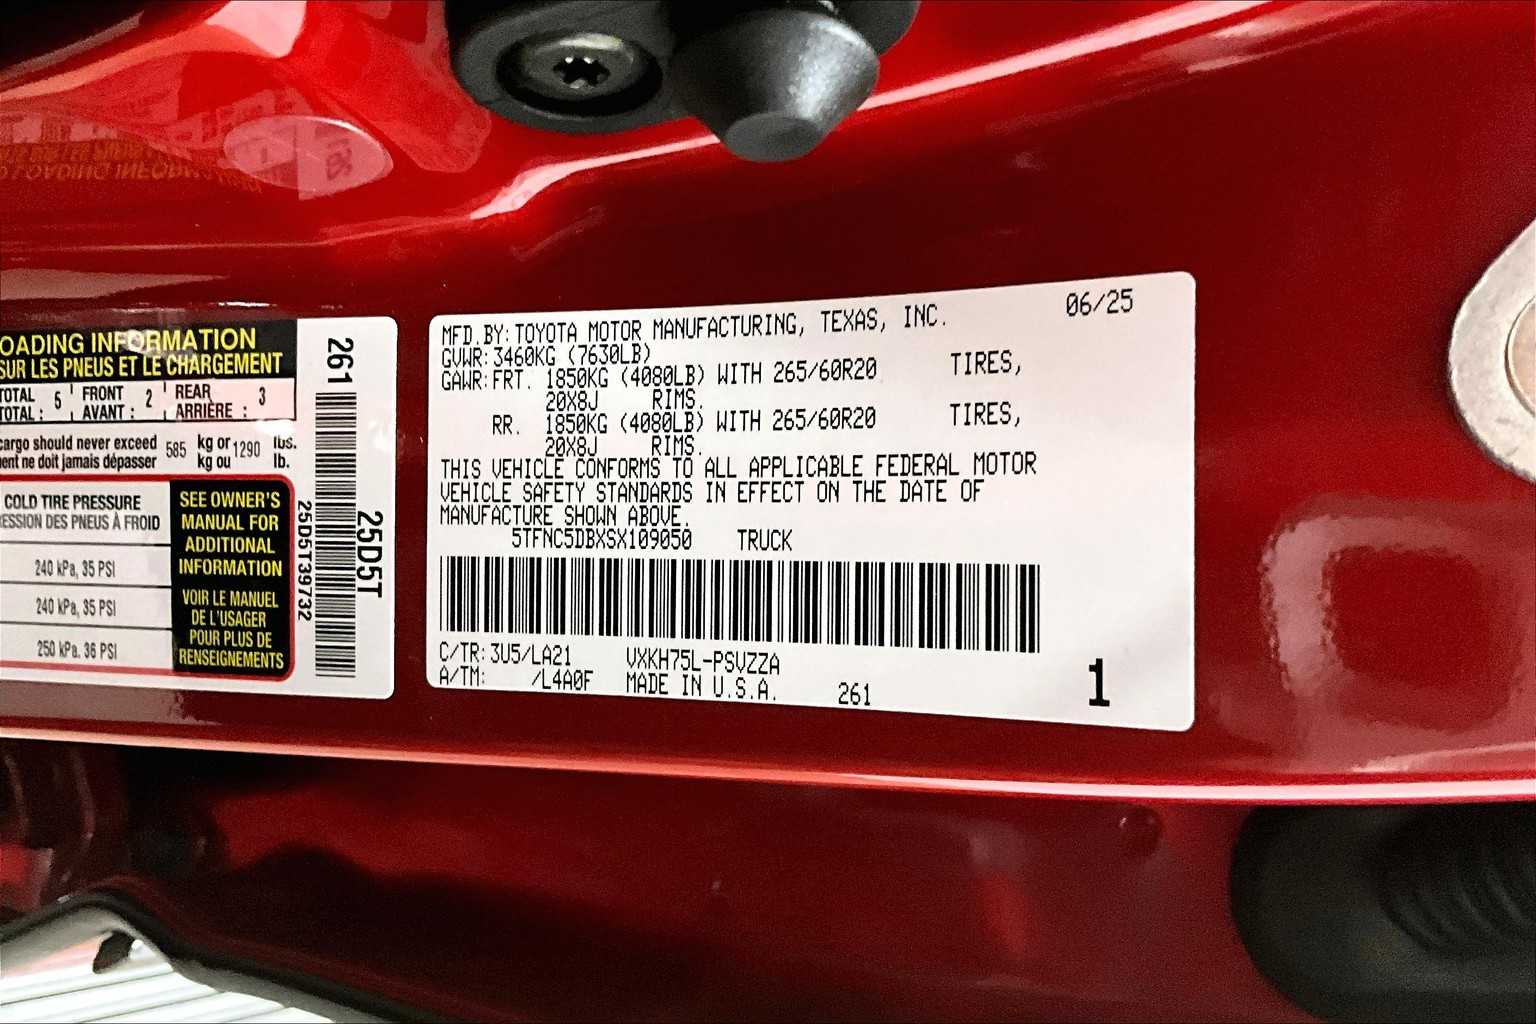 OADING INFORMATION
SUR LES PNEUS ET LE CHARGEMENT
TOTAL 5 FRONT 2 REAR 3
TOTAL : AVANT : ARRIÈRE :
cargo should never exceed 585 kg or 1290 lbs.
ent ne doit jamais dépasser kg ou lb.
COLD TIRE PRESSURE
ESSION DES PNEUS À FROID
240 kPa, 35 PSI
240 kPa, 35 PSI
250 kPa. 36 PSI
SEE OWNER'S
MANUAL FOR
ADDITIONAL
INFORMATION
VOIR LE MANUEL
DE L'USAGER
POUR PLUS DE
RENSEIGNEMENTS
261
25D5T39732
25D5T
MFD.BY: TOYOTA MOTOR MANUFACTURING, TEXAS, INC. 06/25
GVWR: 3460KG (7630LB)
GAWR: FRT. 1850KG (4080LB) WITH 265/60R20 TIRES,
20X8J RIMS.
RR. 1850KG (4080LB) WITH 265/60R20 TIRES,
20X8J RIMS.
THIS VEHICLE CONFORMS TO ALL APPLICABLE FEDERAL MOTOR
VEHICLE SAFETY STANDARDS IN EFFECT ON THE DATE OF
MANUFACTURE SHOWN ABOVE.
5TFNC5DBXSX109050 TRUCK
C/TR: 3U5/LA21 VXKH75L-PSVZZA
A/TM: /L4A0F MADE IN U.S.A. 261
1